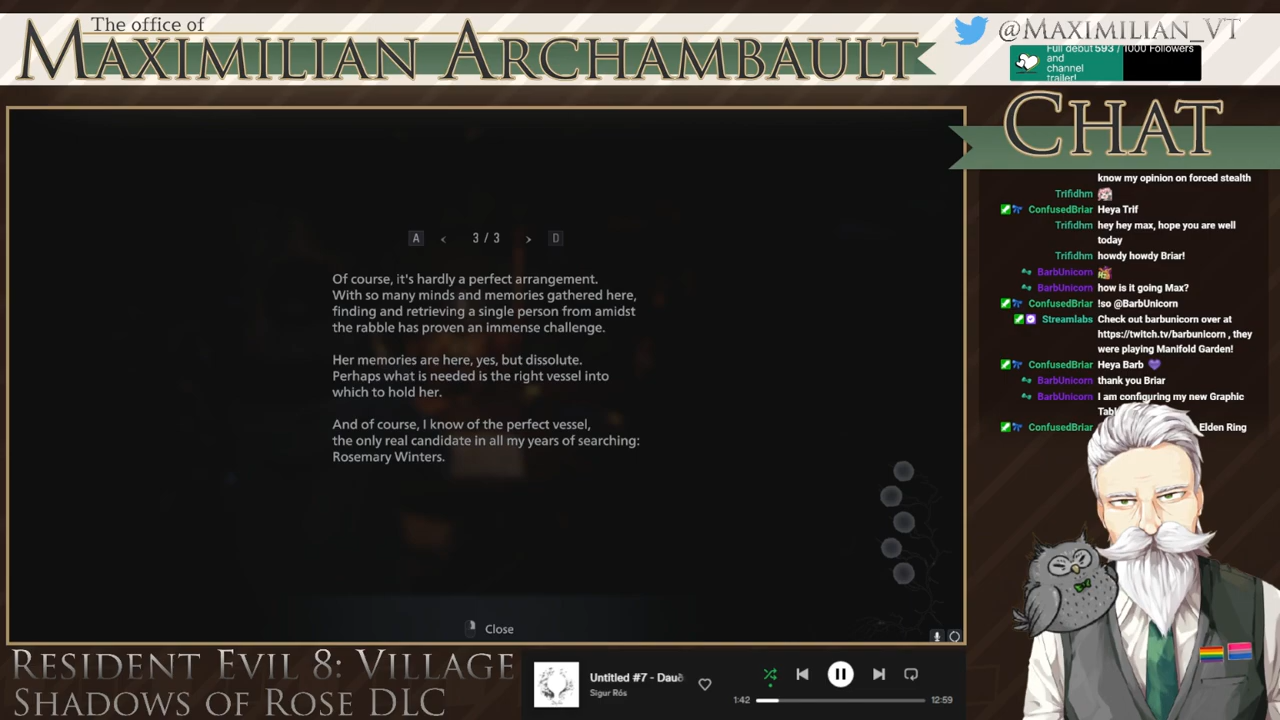 The office of
MAXIMILIAN ARCHAMBAULT
@MAXIMILIAN_VT
Full debut 593 / 1000 Followers
and
channel
trailer!
CHAT
know my opinion on forced stealth
Trifidhm
ConfusedBriar Heya Trif
Trifidhm hey hey max, hope you are well
today
Trifidhm howdy howdy Briar!
BarbUnicorn
BarbUnicorn how is it going Max?
ConfusedBriar !so @BarbUnicorn
Streamlabs Check out barbunicorn over at
https://twitch.tv/barbunicorn , they
were playing Manifold Garden!
ConfusedBriar Heya Barb
BarbUnicorn thank you Briar
BarbUnicorn I am configuring my new Graphic
ConfusedBriar Elden Ring
A < 3 / 3 > D
Of course, it's hardly a perfect arrangement.
With so many minds and memories gathered here,
finding and retrieving a single person from amidst
the rabble has proven an immense challenge.
Her memories are here, yes, but dissolute.
Perhaps what is needed is the right vessel into
which to hold her.
And of course, I know of the perfect vessel,
the only real candidate in all my years of searching:
Rosemary Winters.
Close
RESIDENT EVIL 8: VILLAGE
SHADOWS OF ROSE DLC
Untitled #7 - Dauð
Sigur Rós
1:42
12:59